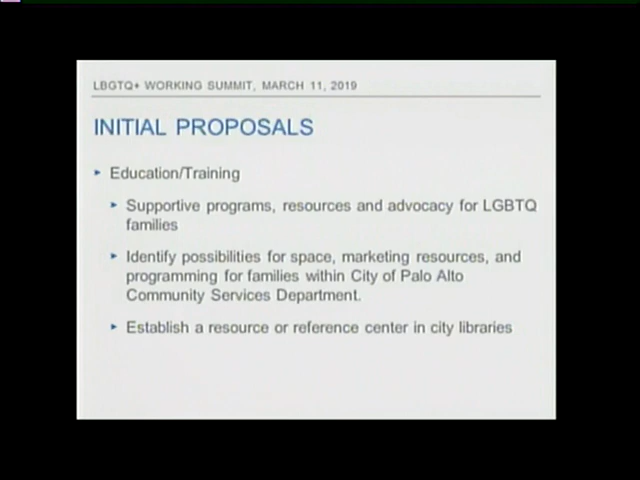 LBGTQ+ WORKING SUMMIT, MARCH 11, 2019
INITIAL PROPOSALS
Education/Training
Supportive programs, resources and advocacy for LGBTQ
families
Identify possibilities for space, marketing resources, and
programming for families within City of Palo Alto
Community Services Department.
Establish a resource or reference center in city libraries